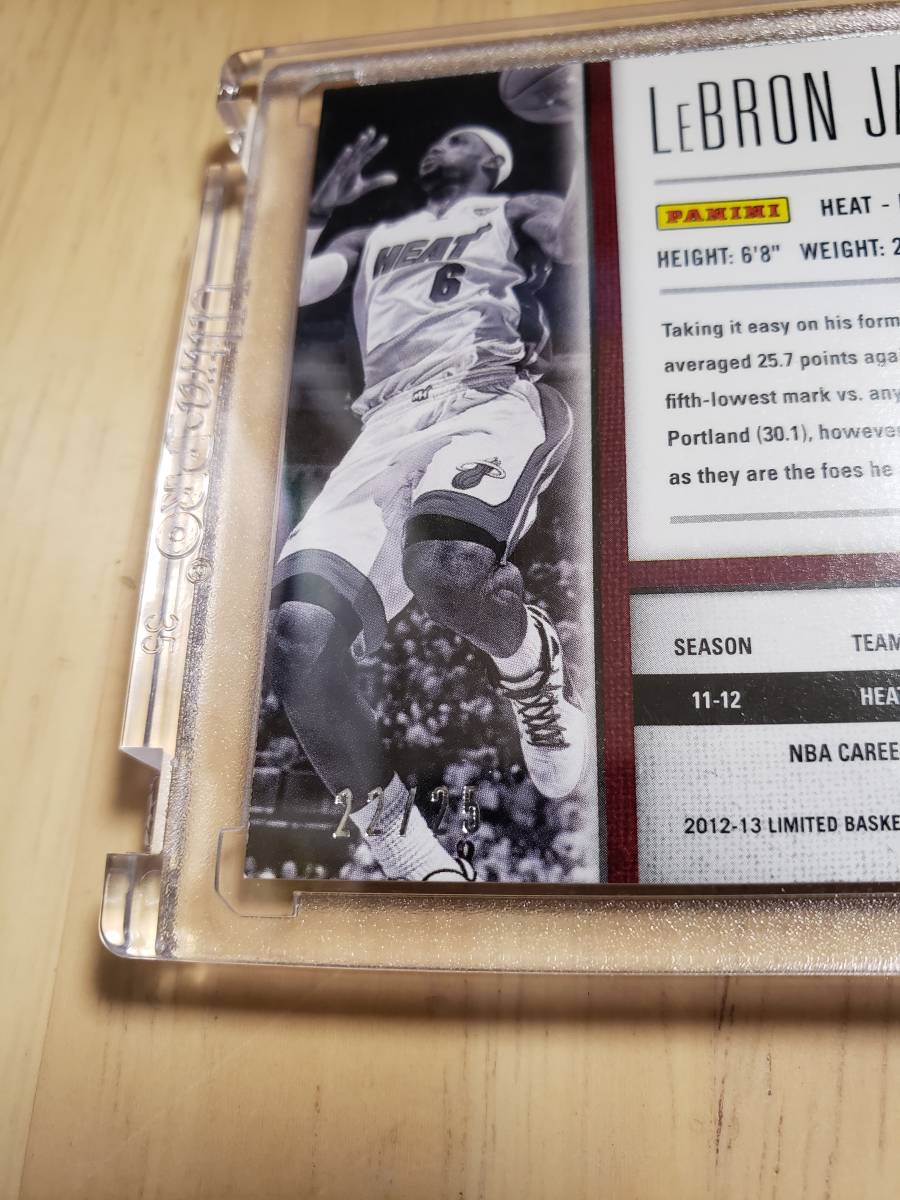 LEBRON JA
PANINI HEAT -
HEIGHT: 6'8" WEIGHT: 2
Taking it easy on his form
averaged 25.7 points aga
fifth-lowest mark vs. any
Portland (30.1), however
as they are the foes he
SEASON TEAM
11-12 HEAT
NBA CAREE
2012-13 LIMITED BASKE
HEAT
6
22/25
Ultra PRO® 35